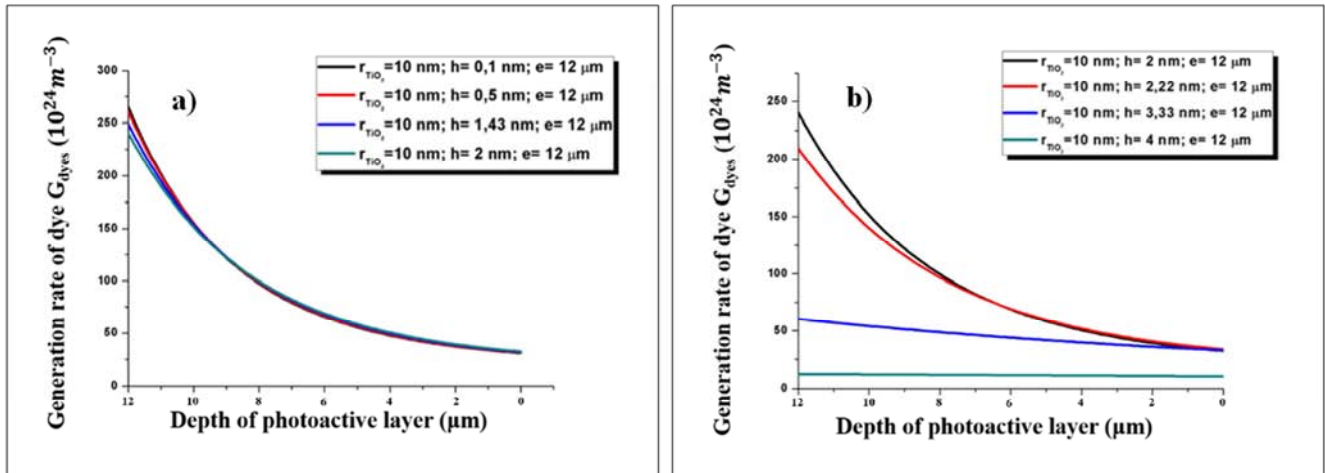 a)
r_TiO₂=10 nm; h= 0,1 nm; e= 12 µm
r_TiO₂=10 nm; h= 0,5 nm; e= 12 µm
r_TiO₂=10 nm; h= 1,43 nm; e= 12 µm
r_TiO₂=10 nm; h= 2 nm; e= 12 µm
Generation rate of dye G_dyes (10²⁴m⁻³)
300
250
200
150
100
50
0
12 10 8 6 4 2 0
Depth of photoactive layer (µm)
b)
r_TiO₂=10 nm; h= 2 nm; e= 12 µm
r_TiO₂=10 nm; h= 2,22 nm; e= 12 µm
r_TiO₂=10 nm; h= 3,33 nm; e= 12 µm
r_TiO₂=10 nm; h= 4 nm; e= 12 µm
Generation rate of dye G_dyes (10²⁴m⁻³)
250
200
150
100
50
0
12 10 8 6 4 2 0
Depth of photoactive layer (µm)